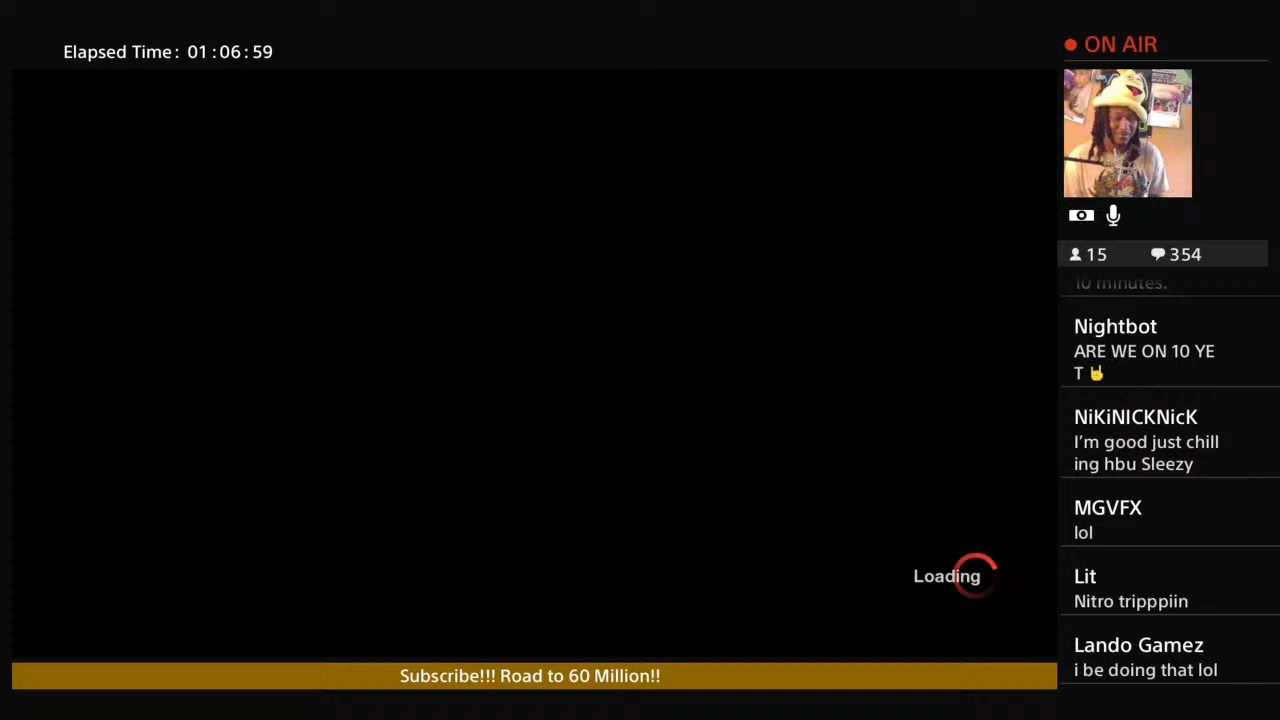 Elapsed Time: 01:06:59
ON AIR
15 354
10 minutes.
Nightbot
ARE WE ON 10 YE
T 🤘
NiKiNICKNicK
I'm good just chill
ing hbu Sleezy
MGVFX
lol
Lit
Nitro tripppiin
Lando Gamez
i be doing that lol
Loading
Subscribe!!! Road to 60 Million!!